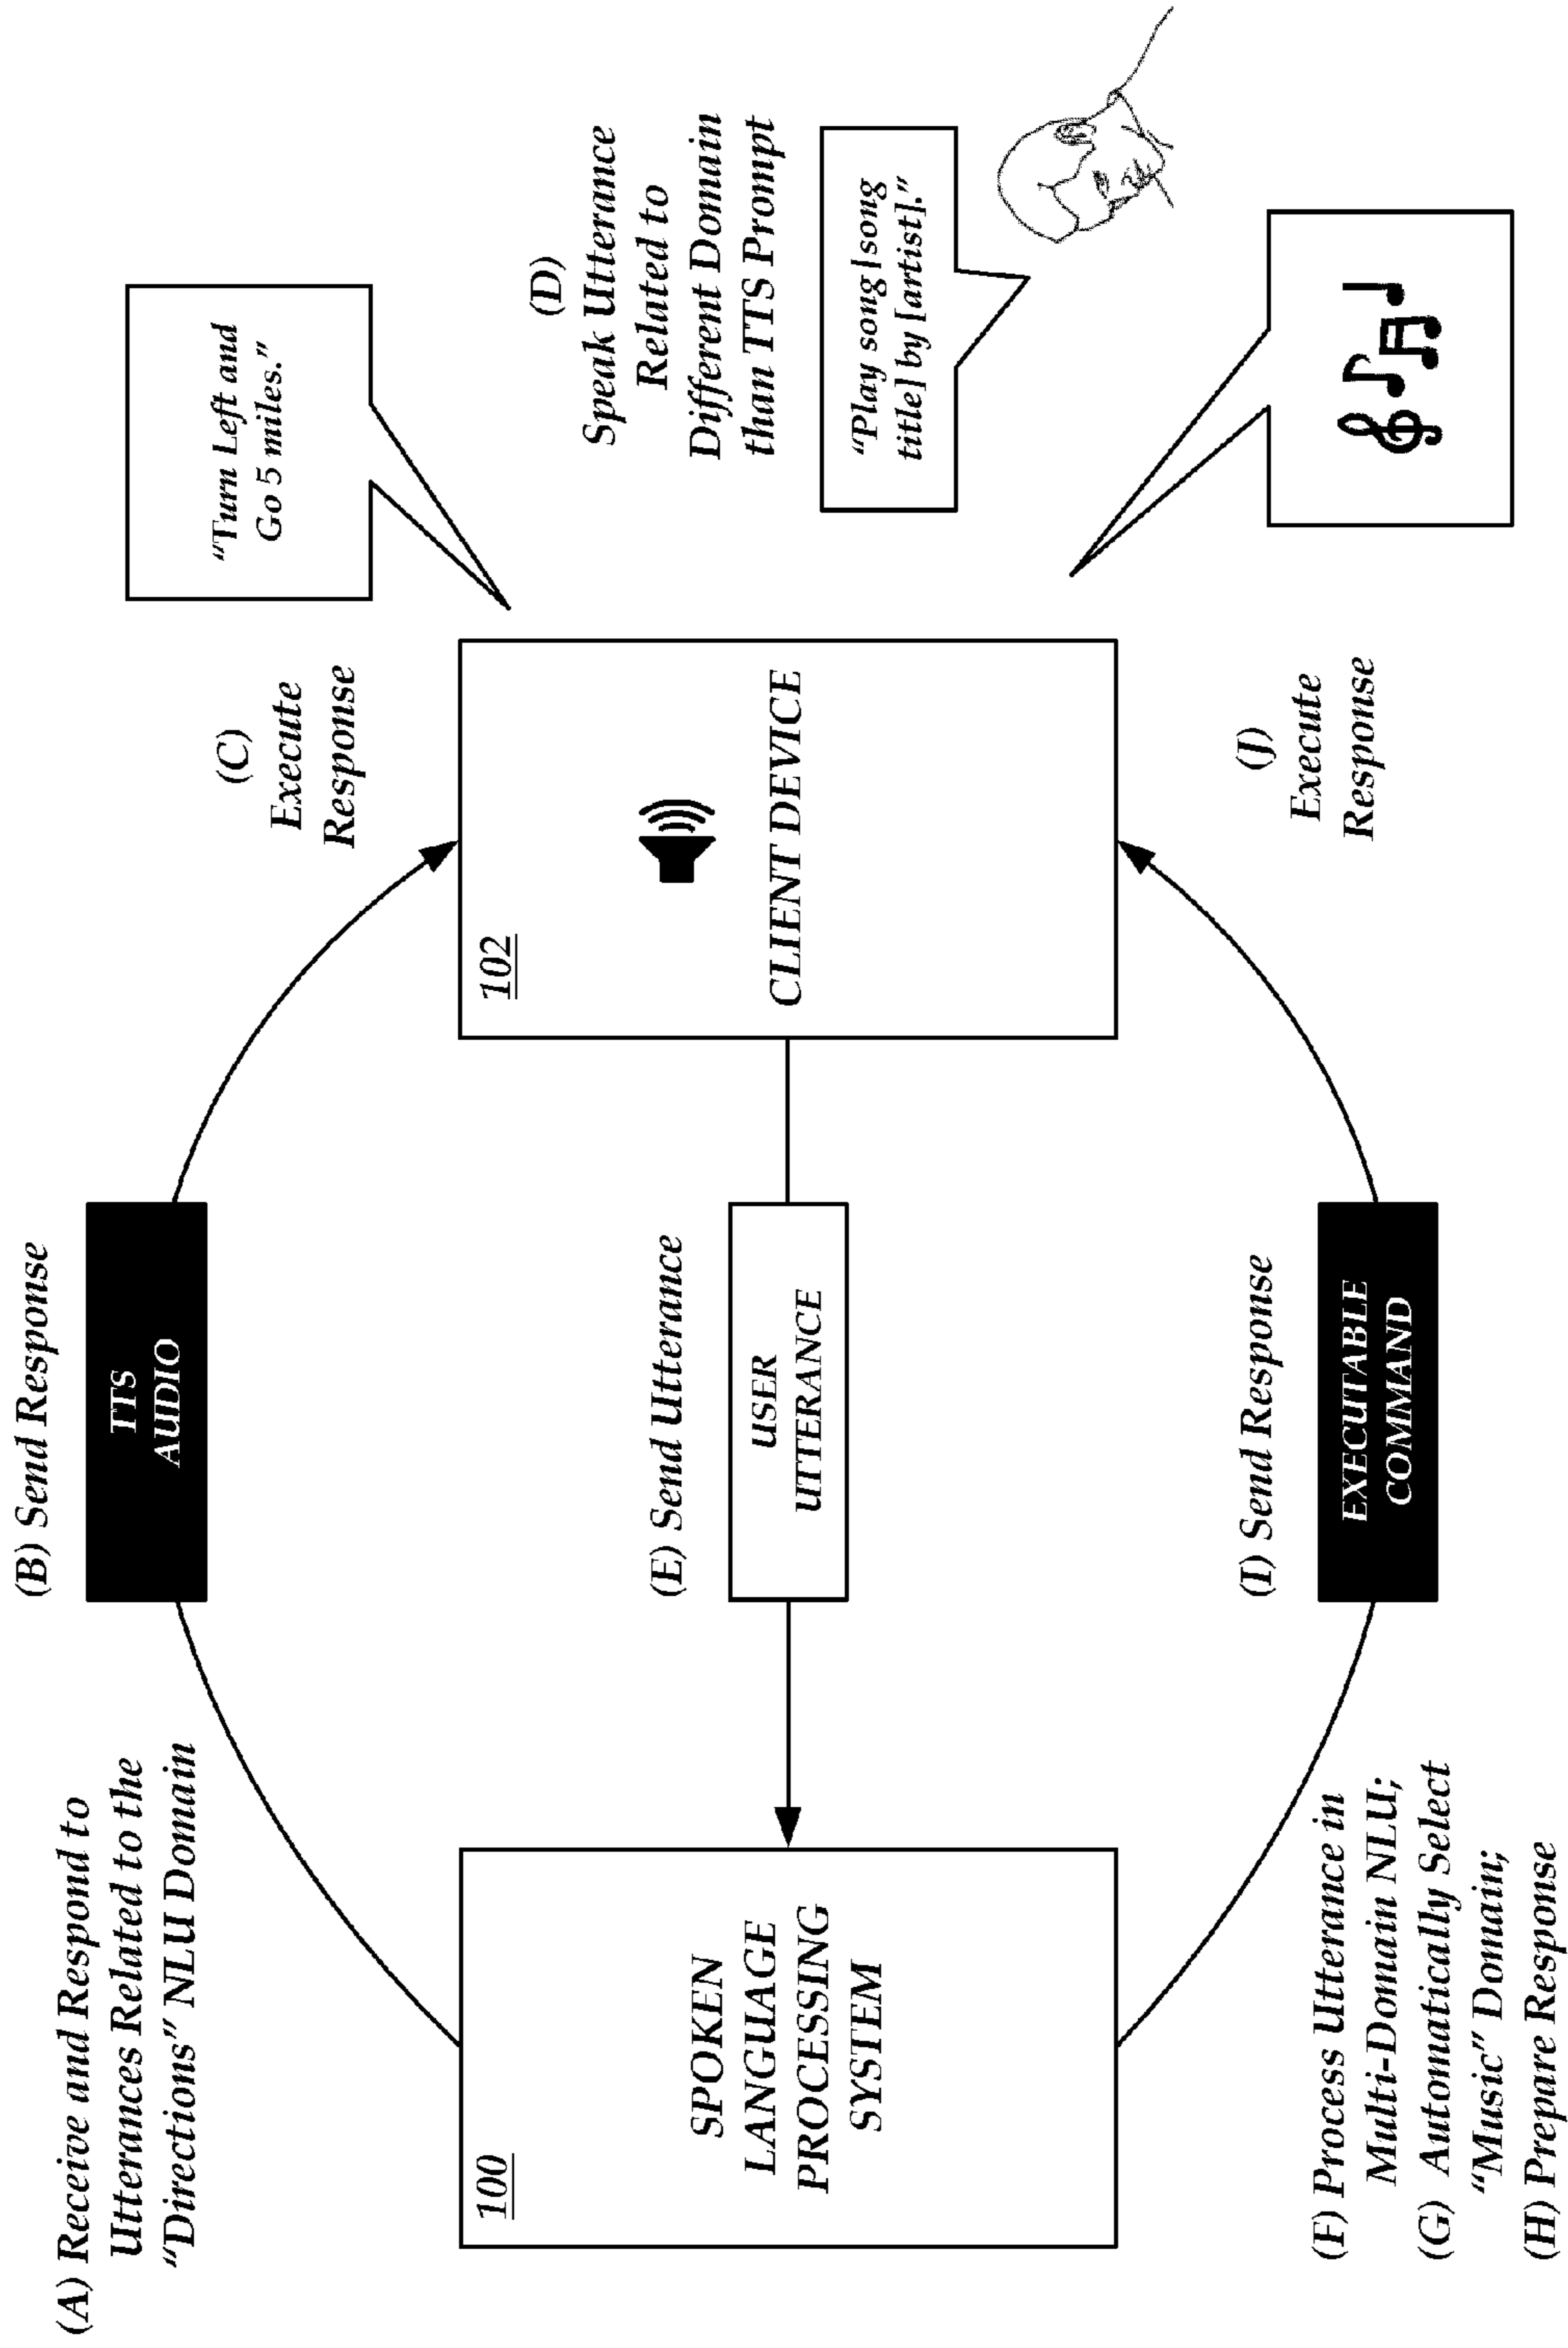 (A) Receive and Respond to
Utterances Related to the
“Directions” NLU Domain
(B) Send Response
TTS
AUDIO
(C)
Execute
Response
“Turn Left and
Go 5 miles.”
(D)
Speak Utterance
Related to
Different Domain
than TTS Prompt
“Play song [song
title] by [artist].”
100
SPOKEN
LANGUAGE
PROCESSING
SYSTEM
(E) Send Utterance
USER
UTTERANCE
102
CLIENT DEVICE
(F) Process Utterance in
Multi-Domain NLU;
(G) Automatically Select
“Music” Domain;
(H) Prepare Response
(I) Send Response
EXECUTABLE
COMMAND
(J)
Execute
Response